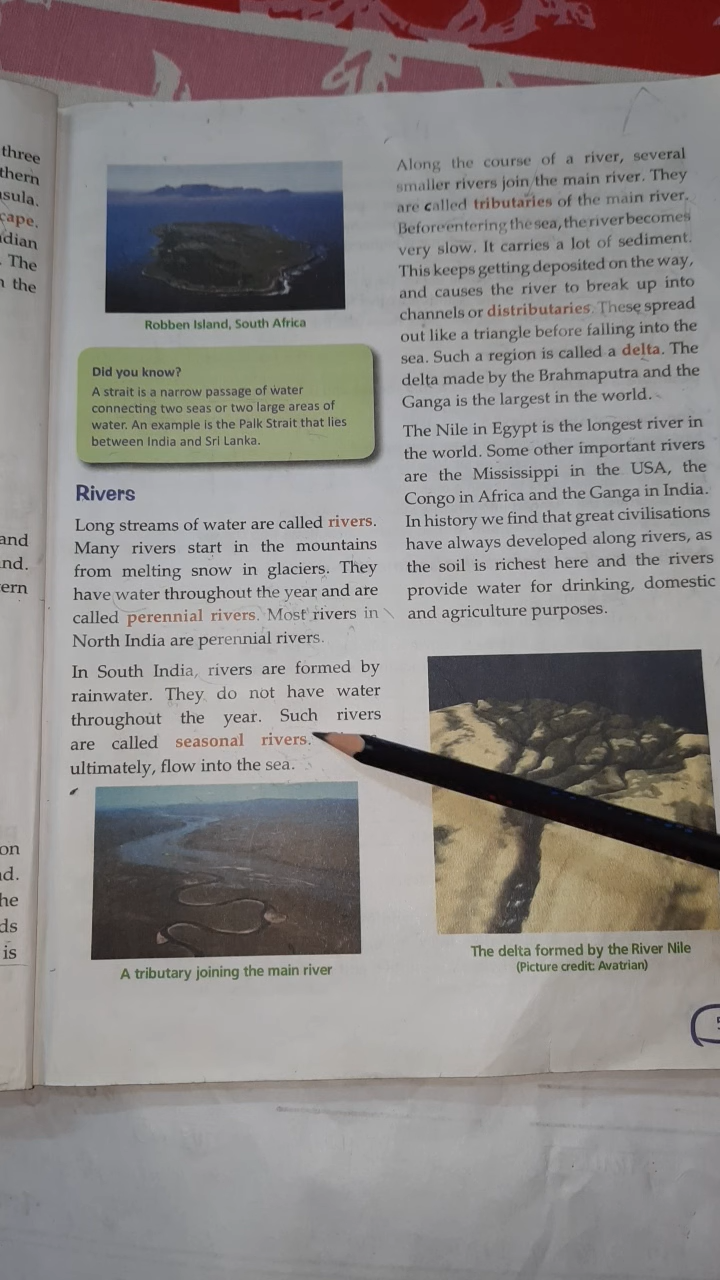 three
thern
sula.
cape.
dian
The
the
and
nd.
ern
on
d.
he
ds
is
Robben Island, South Africa
Did you know?
A strait is a narrow passage of water
connecting two seas or two large areas of
water. An example is the Palk Strait that lies
between India and Sri Lanka.
Rivers
Long streams of water are called rivers.
Many rivers start in the mountains
from melting snow in glaciers. They
have water throughout the year and are
called perennial rivers. Most rivers in
North India are perennial rivers.
In South India, rivers are formed by
rainwater. They do not have water
throughout the year. Such rivers
are called seasonal rivers.
ultimately, flow into the sea.
A tributary joining the main river
Along the course of a river, several
smaller rivers join the main river. They
are called tributaries of the main river.
Before entering the sea, the river becomes
very slow. It carries a lot of sediment.
This keeps getting deposited on the way,
and causes the river to break up into
channels or distributaries. These spread
out like a triangle before falling into the
sea. Such a region is called a delta. The
delta made by the Brahmaputra and the
Ganga is the largest in the world.
The Nile in Egypt is the longest river in
the world. Some other important rivers
are the Mississippi in the USA, the
Congo in Africa and the Ganga in India.
In history we find that great civilisations
have always developed along rivers, as
the soil is richest here and the rivers
provide water for drinking, domestic
and agriculture purposes.
The delta formed by the River Nile
(Picture credit: Avatrian)